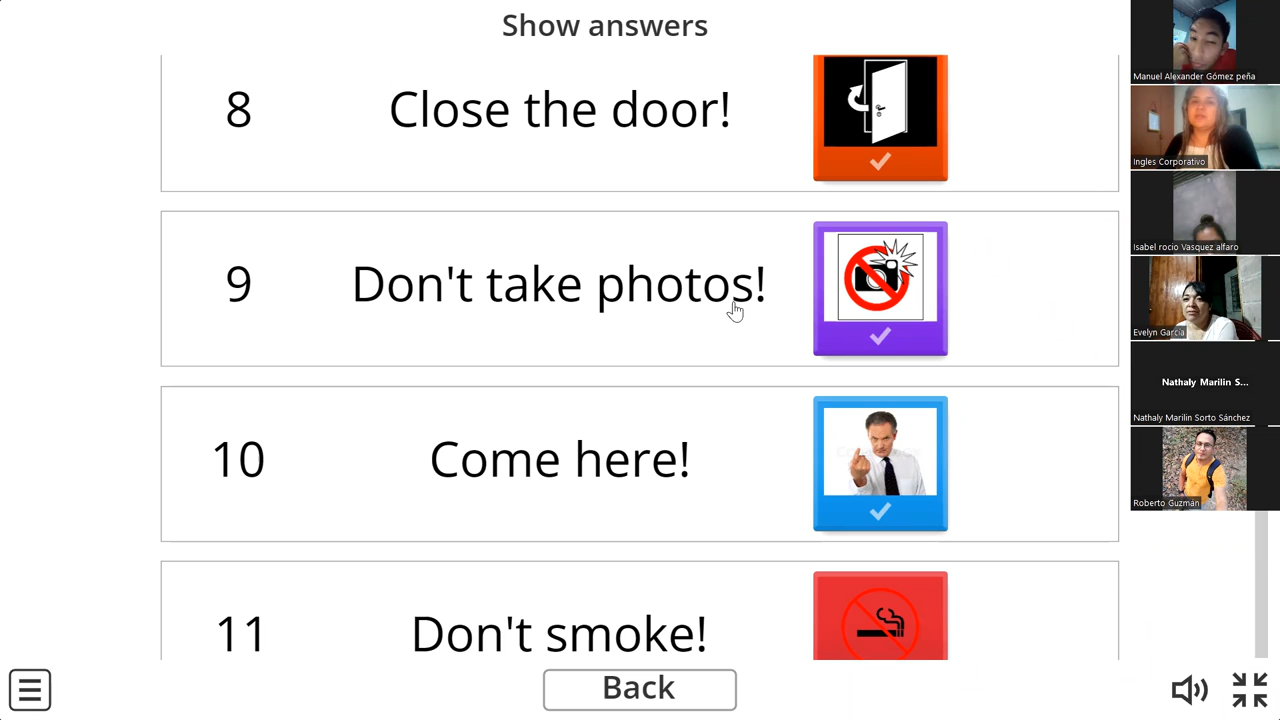 Show answers
8 Close the door!
9 Don't take photos!
10 Come here!
11 Don't smoke!
Back
Manuel Alexander Gómez peña
Ingles Corporativo
Isabel rocio Vasquez alfaro
Evelyn García
Nathaly Marilin S...
Nathaly Marilin Sorto Sánchez
Roberto Guzmán